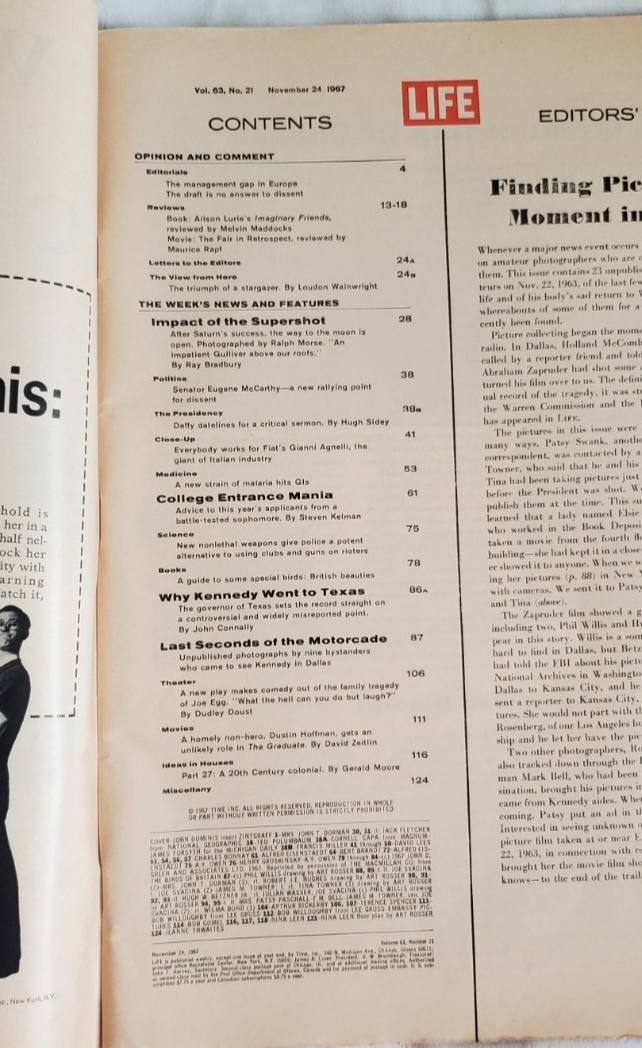 his:
hold is
her in a
half nel-
ock her
ity with
arning
atch it,
New York, N.Y.
Vol. 63, No. 21 November 24 1967
LIFE
CONTENTS
OPINION AND COMMENT
Editorials 4
The management gap in Europe
The draft is no answer to dissent
Reviews 13-18
Book: Alison Lurie's Imaginary Friends,
reviewed by Melvin Maddocks
Movie: The Fair in Retrospect, reviewed by
Maurice Rapf
Letters to the Editors 24A
The View from Here 24B
The triumph of a stargazer. By Loudon Wainwright
THE WEEK'S NEWS AND FEATURES
Impact of the Supershot 28
After Saturn's success, the way to the moon is
open. Photographed by Ralph Morse. "An
impatient Gulliver above our roofs."
By Ray Bradbury
Politics 38
Senator Eugene McCarthy—a new rallying point
for dissent
The Presidency 38B
Daffy datelines for a critical sermon. By Hugh Sidey
Close-Up 41
Everybody works for Fiat's Gianni Agnelli, the
giant of Italian industry
Medicine 53
A new strain of malaria hits GIs
College Entrance Mania 61
Advice to this year's applicants from a
battle-tested sophomore. By Steven Kelman
Science 75
New nonlethal weapons give police a potent
alternative to using clubs and guns on rioters
Books 78
A guide to some special birds: British beauties
Why Kennedy Went to Texas 86A
The governor of Texas sets the record straight on
a controversial and widely misreported point.
By John Connally
Last Seconds of the Motorcade 87
Unpublished photographs by nine bystanders
who came to see Kennedy in Dallas
Theater 106
A new play makes comedy out of the family tragedy
of Joe Egg. "What the hell can you do but laugh?"
By Dudley Doust
Movies 111
A homely non-hero, Dustin Hoffman, gets an
unlikely role in The Graduate. By David Zeitlin
Ideas in Houses 116
Part 27: A 20th Century colonial. By Gerald Moore
Miscellany 124
© 1967 TIME INC. ALL RIGHTS RESERVED. REPRODUCTION IN WHOLE
OR PART WITHOUT WRITTEN PERMISSION IS STRICTLY PROHIBITED
November 24, 1967 Volume 63, Number 21
EDITORS'
Finding Pic
Moment in
Whenever a major news event occurs
on amateur photographers who are
them. This issue contains 23 unpublis
teurs on Nov. 22, 1963, of the last few
life and of his body's sad return to
whereabouts of some of them for a
cently been found.
Picture collecting began the mome
radio. In Dallas, Holland McComb
called by a reporter friend and told
Abraham Zapruder had shot some
turned his film over to us. The defini
ual record of the tragedy, it was
the Warren Commission and the
has appeared in LIFE.
The pictures in this issue were
many ways. Patsy Swank, anothe
correspondent, was contacted by a
Towner, who said that he and his
Tina had been taking pictures just
before the President was shot. W
publish them at the time. This su
learned that a lady named Elsie
who worked in the Book Deposi
taken a movie from the fourth flo
building—she had kept it in a close
er showed it to anyone. When we w
ing her pictures (p. 88) in New Y
with cameras. We sent it to Patsy
and Tina (above).
The Zapruder film showed a g
including two, Phil Willis and Hu
pear in this story. Willis is a som
hard to find in Dallas, but Betz
had told the FBI about his pictu
National Archives in Washington
Dallas to Kansas City, and he
sent a reporter to Kansas City,
tures. She would not part with th
Rosenberg, of our Los Angeles bu
ship and he let her have the pic
Two other photographers, Ro
also tracked down through the
man Mark Bell, who had been
sination, brought his pictures in
came from Kennedy aides. Whe
coming, Patsy put an ad in th
Interested in seeing unknown o
picture film taken at or near E
22, 1963, in connection with re
brought her the movie film sho
knows—to the end of the trail